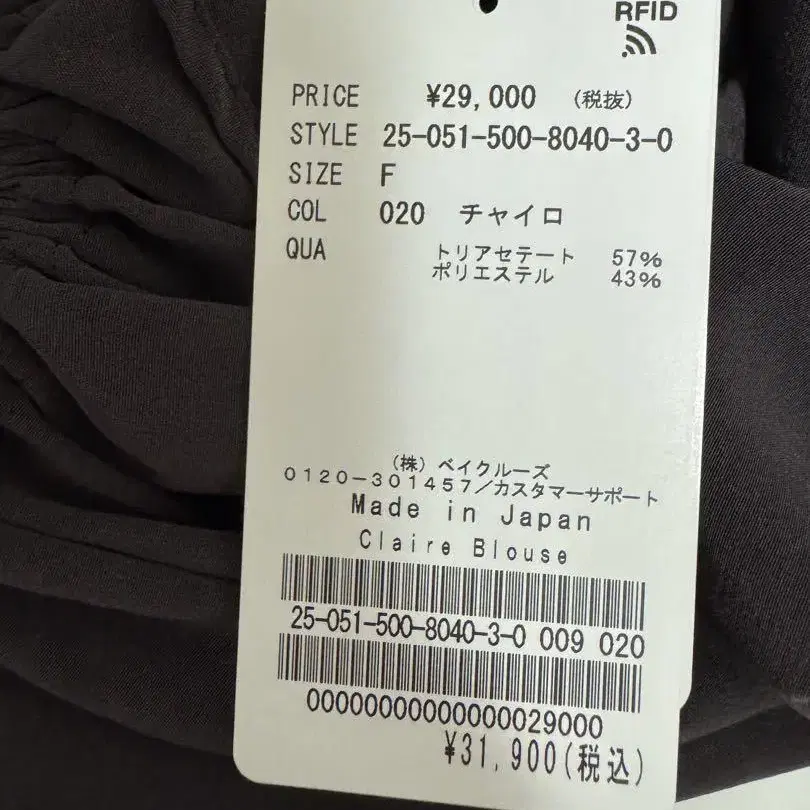 RFID
PRICE ¥29,000 (税抜)
STYLE 25-051-500-8040-3-0
SIZE F
COL 020 チャイロ
QUA トリアセテート 57%
ポリエステル 43%
(株) ベイクルーズ
0120-301457/カスタマーサポート
Made in Japan
Claire Blouse
25-051-500-8040-3-0 009 020
0000000000000029000
¥31,900(税込)